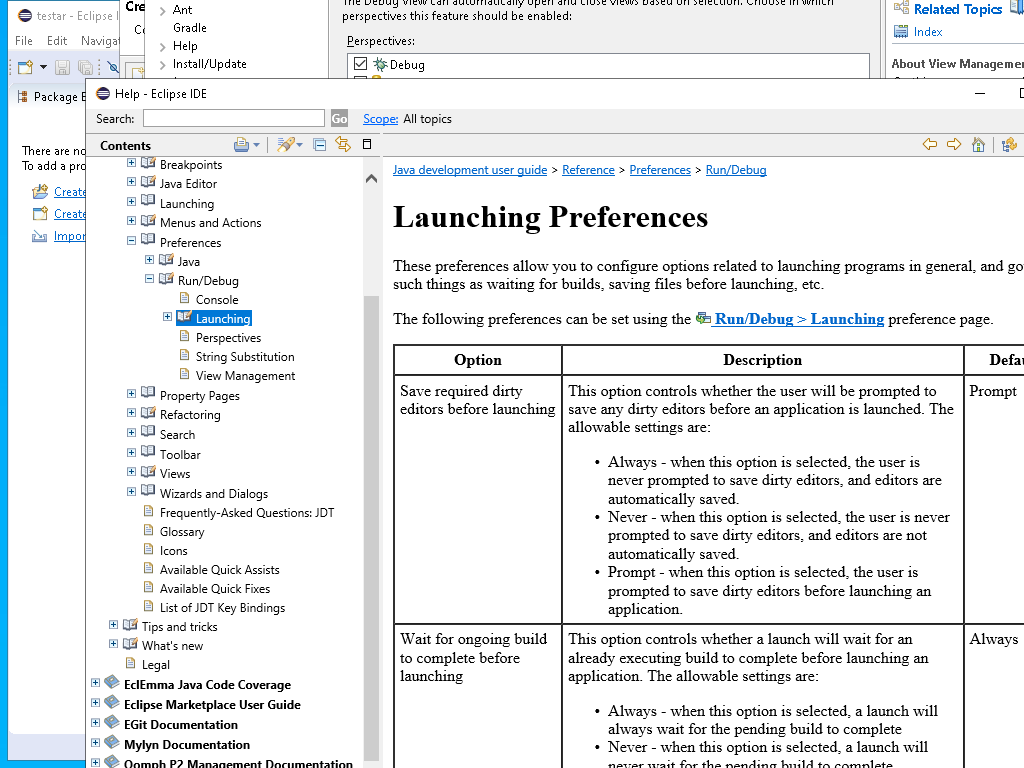 testar - Eclipse I
File Edit Navigat
Package E
There are no
To add a pro
Create
Create
Impor
Cre
Ant
Gradle
Help
Install/Update
The Debug View can automatically open and close views based on selection. Choose in which
perspectives this feature should be enabled:
Perspectives:
Debug
Related Topics
Index
About View Managemen
Help - Eclipse IDE
Search:
Go
Scope: All topics
Contents
Breakpoints
Java Editor
Launching
Menus and Actions
Preferences
Java
Run/Debug
Console
Launching
Perspectives
String Substitution
View Management
Property Pages
Refactoring
Search
Toolbar
Views
Wizards and Dialogs
Frequently-Asked Questions: JDT
Glossary
Icons
Available Quick Assists
Available Quick Fixes
List of JDT Key Bindings
Tips and tricks
What's new
Legal
EclEmma Java Code Coverage
Eclipse Marketplace User Guide
EGit Documentation
Mylyn Documentation
Oomph P2 Management Documentation
Java development user guide > Reference > Preferences > Run/Debug
Launching Preferences
These preferences allow you to configure options related to launching programs in general, and go
such things as waiting for builds, saving files before launching, etc.
The following preferences can be set using the Run/Debug > Launching preference page.
Option Description Defau
Save required dirty
editors before launching
This option controls whether the user will be prompted to
save any dirty editors before an application is launched. The
allowable settings are:
• Always - when this option is selected, the user is
never prompted to save dirty editors, and editors are
automatically saved.
• Never - when this option is selected, the user is never
prompted to save dirty editors, and editors are not
automatically saved.
• Prompt - when this option is selected, the user is
prompted to save dirty editors before launching an
application.
Prompt
Wait for ongoing build
to complete before
launching
This option controls whether a launch will wait for an
already executing build to complete before launching an
application. The allowable settings are:
• Always - when this option is selected, a launch will
always wait for the pending build to complete
• Never - when this option is selected, a launch will
never wait for the pending build to complete
Always